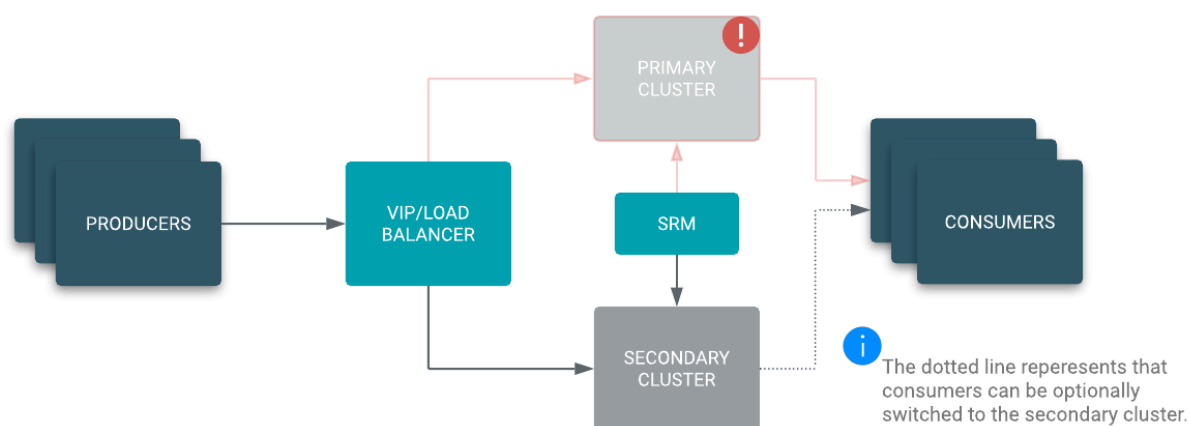 PRIMARY
CLUSTER
PRODUCERS
VIP/LOAD
BALANCER
SRM
CONSUMERS
SECONDARY
CLUSTER
The dotted line reperesents that
consumers can be optionally
switched to the secondary cluster.